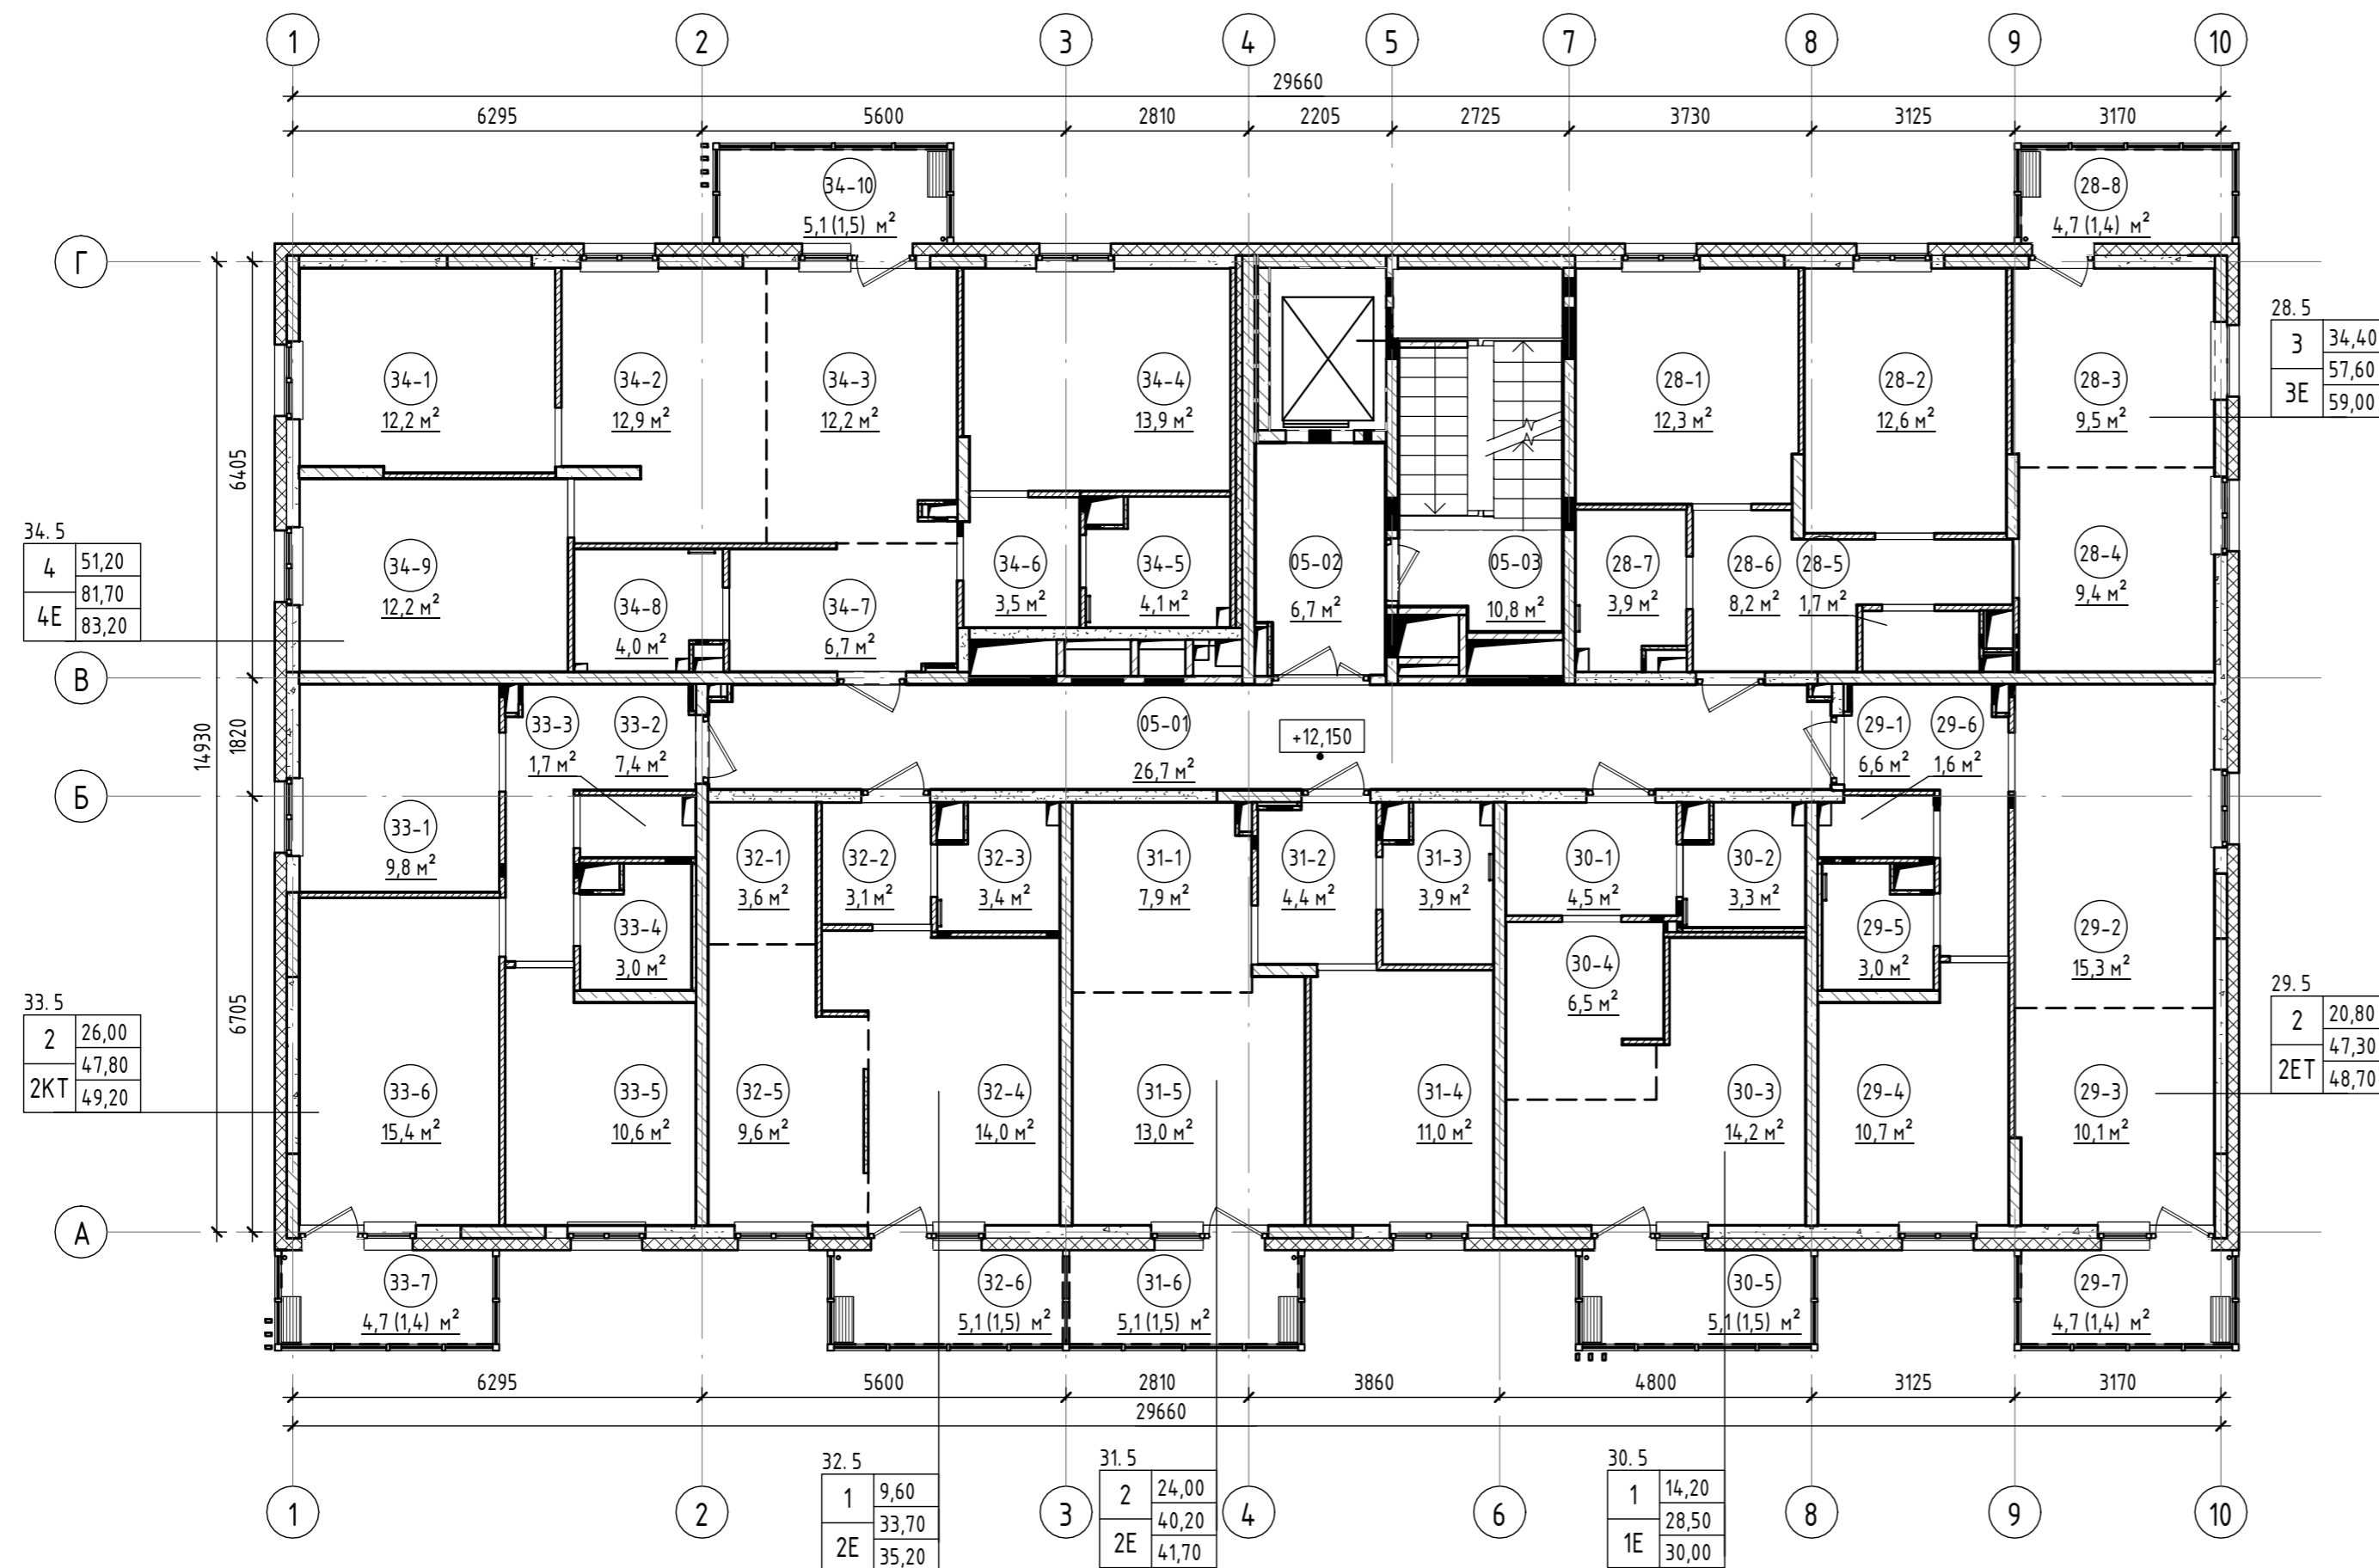 1 2 3 4 5 7 8 9 10
29660
6295 5600 2810 2205 2725 3730 3125 3170
34-10
5,1 (1,5) м²
28-8
4,7 (1,4) м²
Г
28.5
3 34,40
57,60
3Е 59,00
34-1 34-2 34-3 34-4 28-1 28-2 28-3
12,2 м² 12,9 м² 12,2 м² 13,9 м² 12,3 м² 12,6 м² 9,5 м²
6405
34.5
4 51,20
81,70
4Е 83,20
34-9
12,2 м²
34-8
4,0 м²
34-7
6,7 м²
34-6
3,5 м²
34-5
4,1 м²
05-02
6,7 м²
05-03
10,8 м²
28-7
3,9 м²
28-6
8,2 м²
28-5
1,7 м²
28-4
9,4 м²
В
14930
1820
33-3
1,7 м²
33-2
7,4 м²
05-01
26,7 м²
+12,150
29-1
6,6 м²
29-6
1,6 м²
Б
33-1
9,8 м²
32-1
3,6 м²
32-2
3,1 м²
32-3
3,4 м²
31-1
7,9 м²
31-2
4,4 м²
31-3
3,9 м²
30-1
4,5 м²
30-2
3,3 м²
33-4
3,0 м²
30-4
6,5 м²
29-5
3,0 м²
29-2
15,3 м²
6705
33.5
2 26,00
47,80
2КТ 49,20
29.5
2 20,80
47,30
2ЕТ 48,70
33-6 33-5 32-5 32-4 31-5 31-4 30-3 29-4 29-3
15,4 м² 10,6 м² 9,6 м² 14,0 м² 13,0 м² 11,0 м² 14,2 м² 10,7 м² 10,1 м²
А
33-7 32-6 31-6 30-5 29-7
4,7 (1,4) м² 5,1 (1,5) м² 5,1 (1,5) м² 5,1 (1,5) м² 4,7 (1,4) м²
6295 5600 2810 3860 4800 3125 3170
29660
32.5
1 9,60
33,70
2Е 35,20
31.5
2 24,00
40,20
2Е 41,70
30.5
1 14,20
28,50
1Е 30,00
1 2 3 4 6 8 9 10